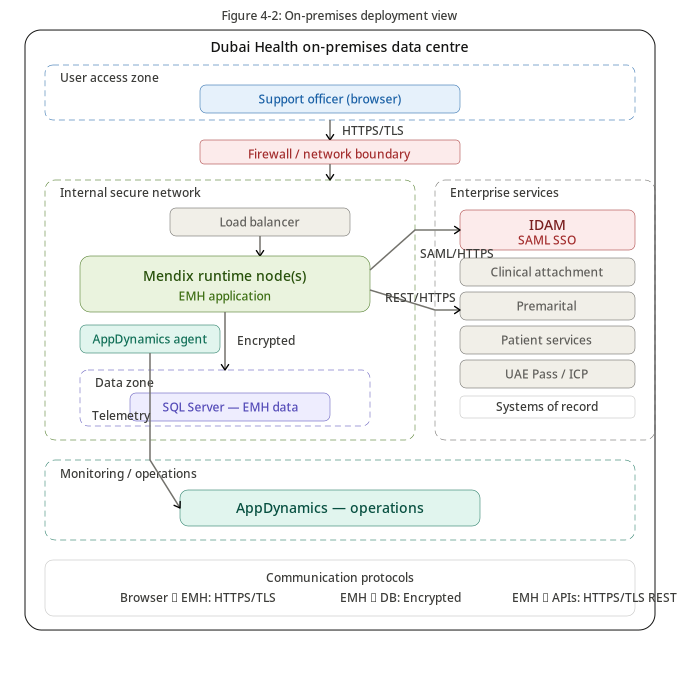 Figure 4-2: On-premises deployment view
Dubai Health on-premises data centre
User access zone
Support officer (browser)
HTTPS/TLS
Firewall / network boundary
Internal secure network
Load balancer
Mendix runtime node(s)
EMH application
AppDynamics agent
Encrypted
Data zone
SQL Server — EMH data
Telemetry
Enterprise services
IDAM
SAML SSO
SAML/HTTPS
Clinical attachment
REST/HTTPS
Premarital
Patient services
UAE Pass / ICP
Systems of record
Monitoring / operations
AppDynamics — operations
Communication protocols
Browser ▯ EMH: HTTPS/TLS
EMH ▯ DB: Encrypted
EMH ▯ APIs: HTTPS/TLS REST